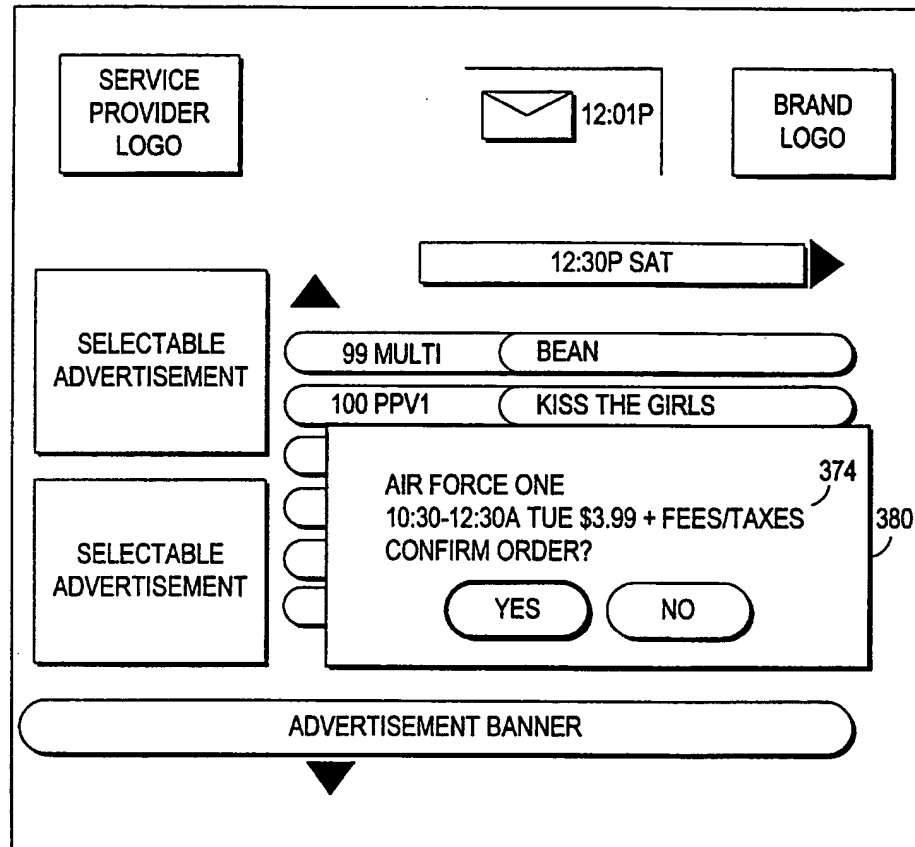 SERVICE
PROVIDER
LOGO
12:01P
BRAND
LOGO
12:30P SAT
SELECTABLE
ADVERTISEMENT
99 MULTI BEAN
100 PPV1 KISS THE GIRLS
AIR FORCE ONE
374
10:30-12:30A TUE $3.99 + FEES/TAXES
380
CONFIRM ORDER?
YES NO
SELECTABLE
ADVERTISEMENT
ADVERTISEMENT BANNER